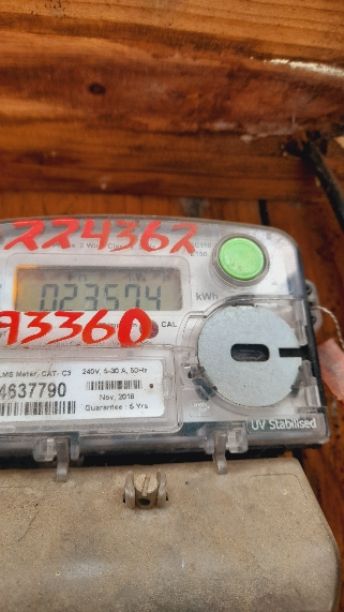 224362
023574
kWh
93360
CAL
LMS Meter, CAT- C3
240V, 5-30 A, 50Hz
4637790
Nov, 2018
Guarantee : 5 Yrs
UV Stabilised